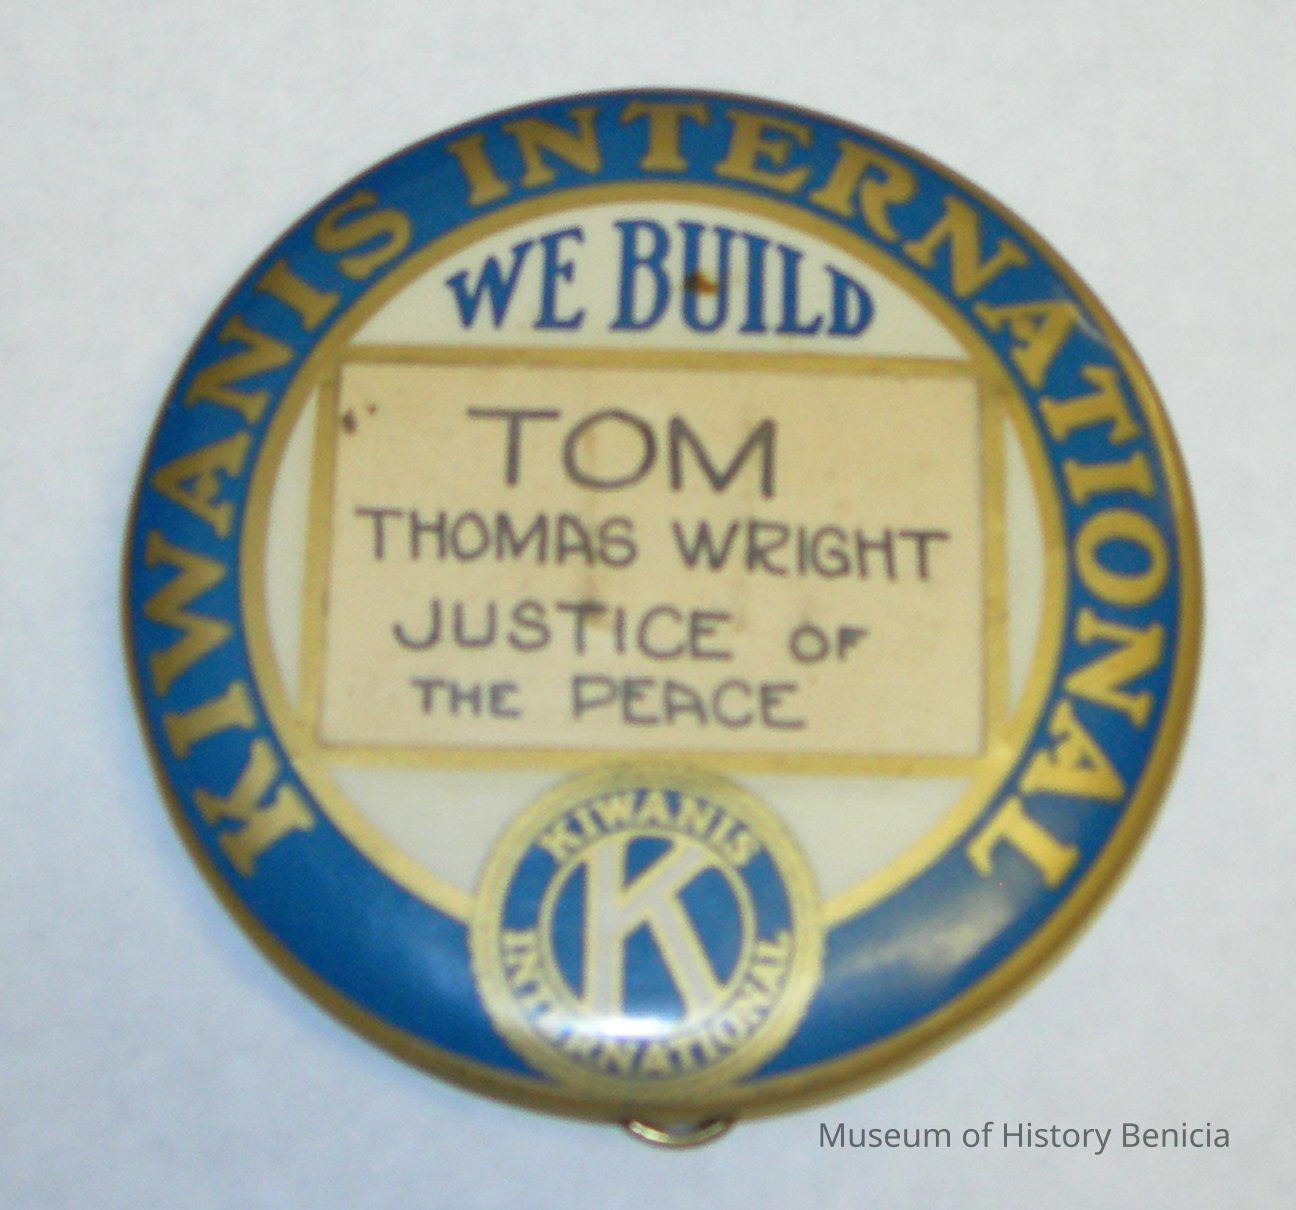 KIWANIS INTERNATIONAL
WE BUILD
TOM
THOMAS WRIGHT
JUSTICE OF
THE PEACE
KIWANIS
K
INTERNATIONAL
Museum of History Benicia